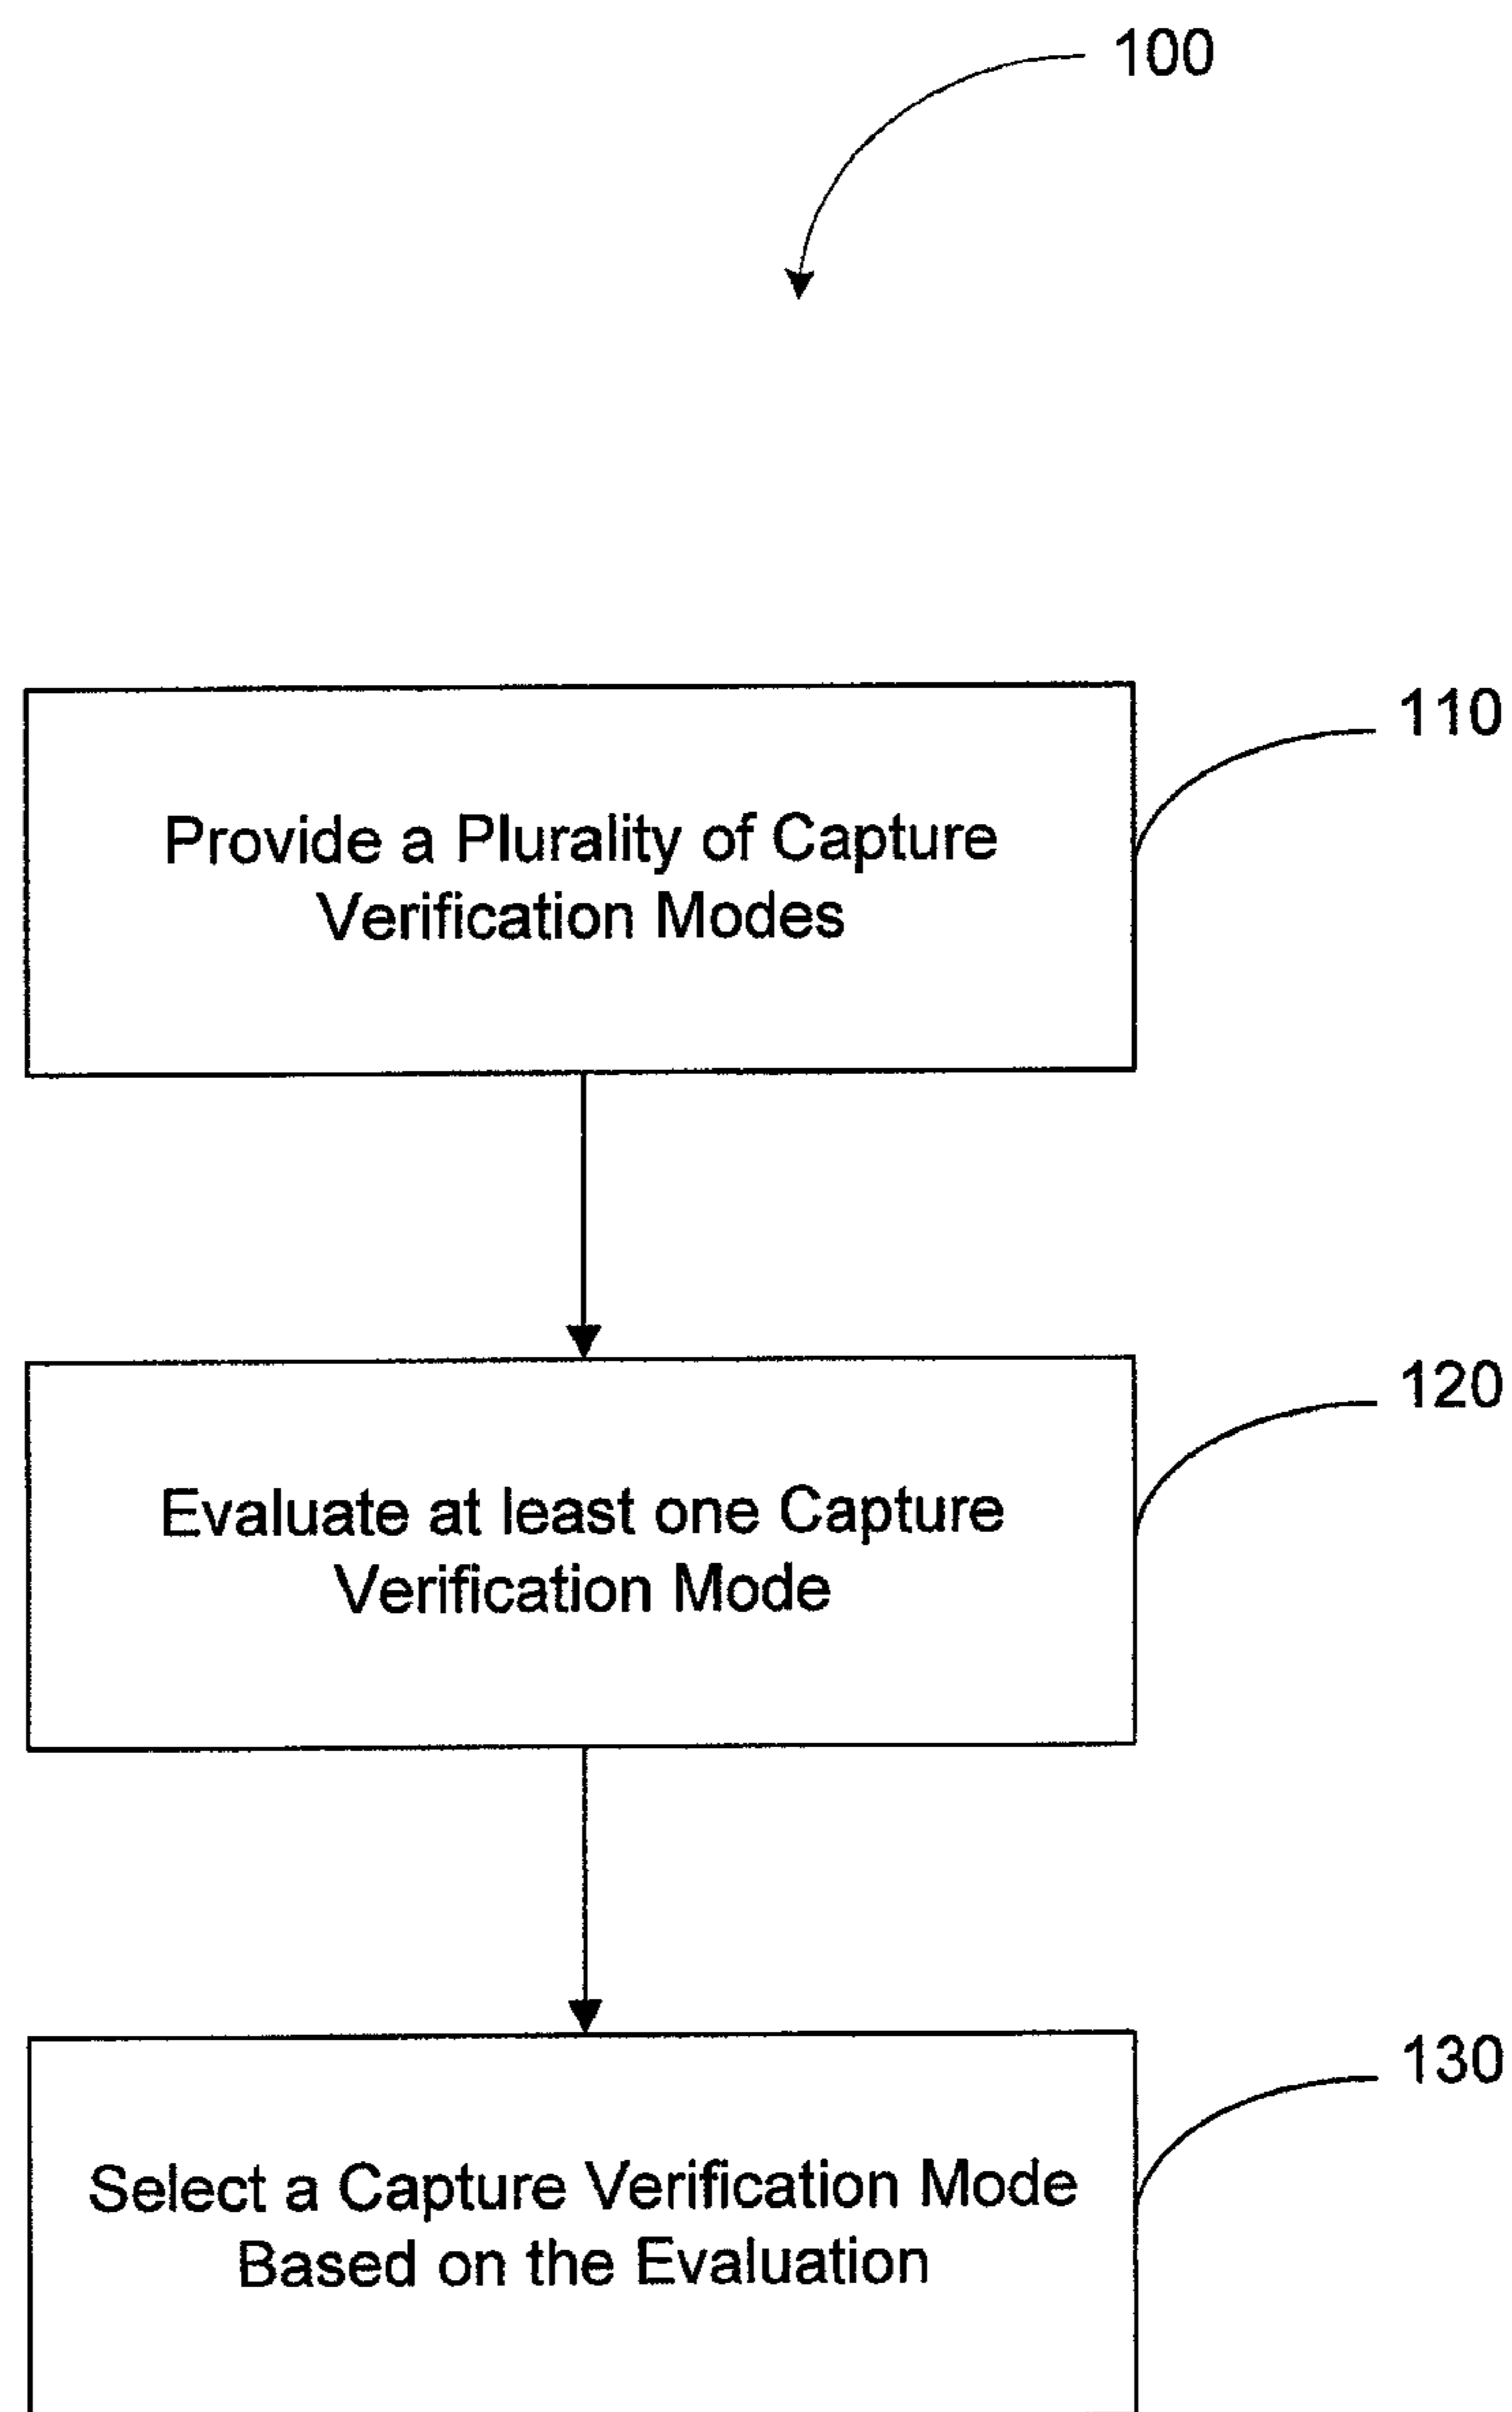 100
110
Provide a Plurality of Capture
Verification Modes
120
Evaluate at least one Capture
Verification Mode
130
Select a Capture Verification Mode
Based on the Evaluation